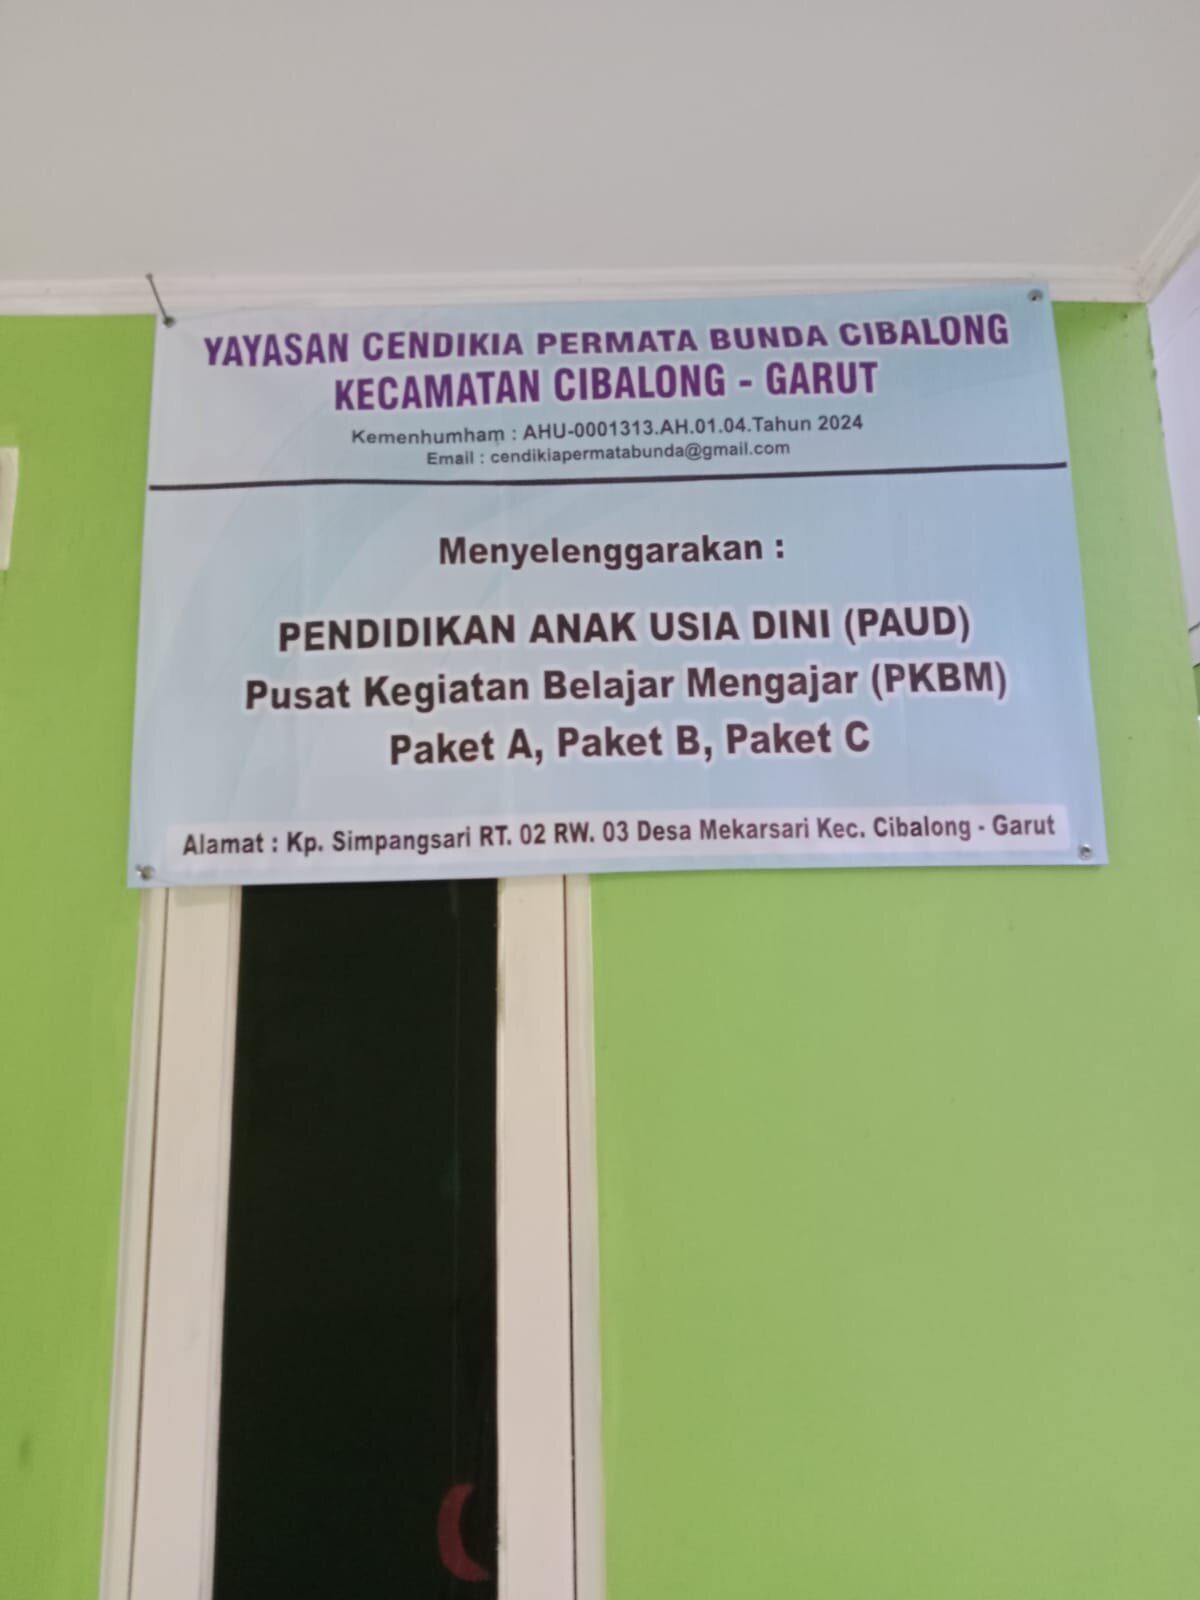 YAYASAN CENDIKIA PERMATA BUNDA CIBALONG
KECAMATAN CIBALONG - GARUT
Kemenhumham : AHU-0001313.AH.01.04.Tahun 2024
Email : cendikiapermatabunda@gmail.com
Menyelenggarakan :
PENDIDIKAN ANAK USIA DINI (PAUD)
Pusat Kegiatan Belajar Mengajar (PKBM)
Paket A, Paket B, Paket C
Alamat : Kp. Simpangsari RT. 02 RW. 03 Desa Mekarsari Kec. Cibalong - Garut